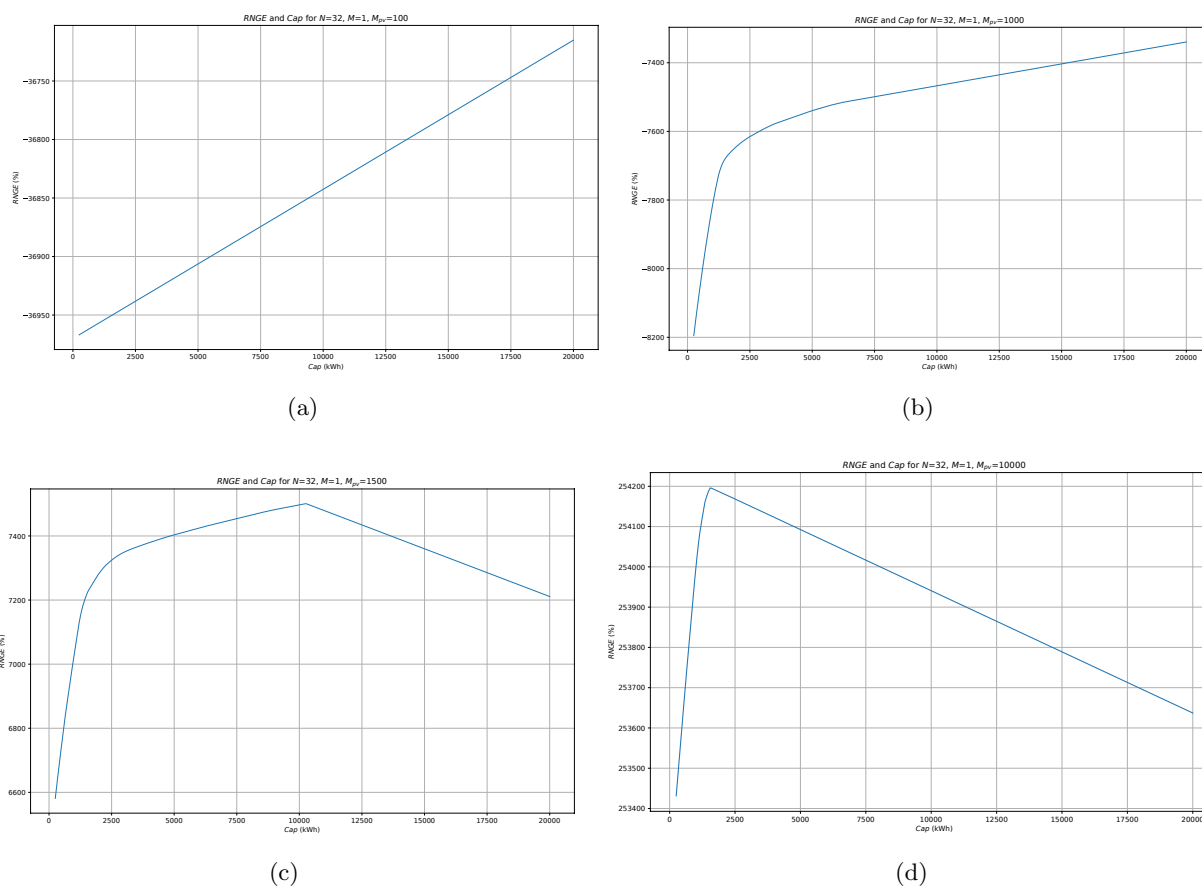 RNGE and Cap for N=32, M=1, Mpv=100
−36750
−36800
−36850
−36900
−36950
RNGE (%)
0 2500 5000 7500 10000 12500 15000 17500 20000
Cap (kWh)
(a)
RNGE and Cap for N=32, M=1, Mpv=1000
−7400
−7600
−7800
−8000
−8200
RNGE (%)
0 2500 5000 7500 10000 12500 15000 17500 20000
Cap (kWh)
(b)
RNGE and Cap for N=32, M=1, Mpv=1500
7400
7200
7000
6800
6600
RNGE (%)
0 2500 5000 7500 10000 12500 15000 17500 20000
Cap (kWh)
(c)
RNGE and Cap for N=32, M=1, Mpv=10000
254200
254100
254000
253900
253800
253700
253600
253500
253400
RNGE (%)
0 2500 5000 7500 10000 12500 15000 17500 20000
Cap (kWh)
(d)